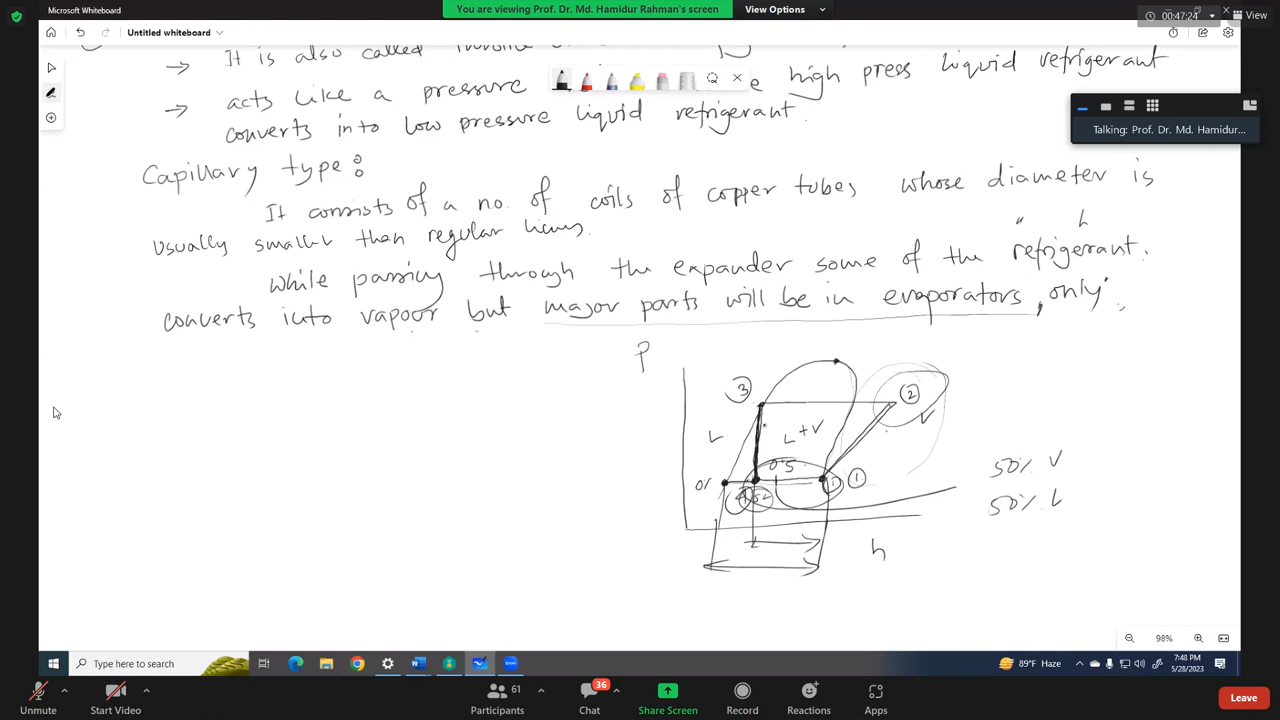 Microsoft Whiteboard
You are viewing Prof. Dr. Md. Hamidur Rahman's screen
View Options
00:47:24
View
Untitled whiteboard
→ It is also called
→ acts like a pressure high press liquid refrigerant
converts into low pressure liquid refrigerant.
Talking: Prof. Dr. Md. Hamidur...
Capillary type:
It consists of a no. of coils of copper tubes whose diameter is
usually smaller than regular
" h
while passing through the expander some of the refrigerant.
converts into vapour but major parts will be in evaporators, only.
P
3
2
L
L+V
V
0%
0.5
1
4
50% V
50% L
h
98%
Type here to search
89°F Haze
7:48 PM
5/28/2023
Unmute
Start Video
61
Participants
36
Chat
Share Screen
Record
Reactions
Apps
Leave